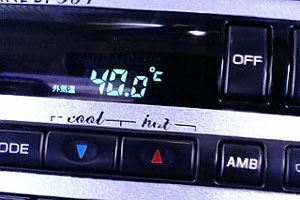 OFF
外気温 40.0°C
cool hot
ODE AMB